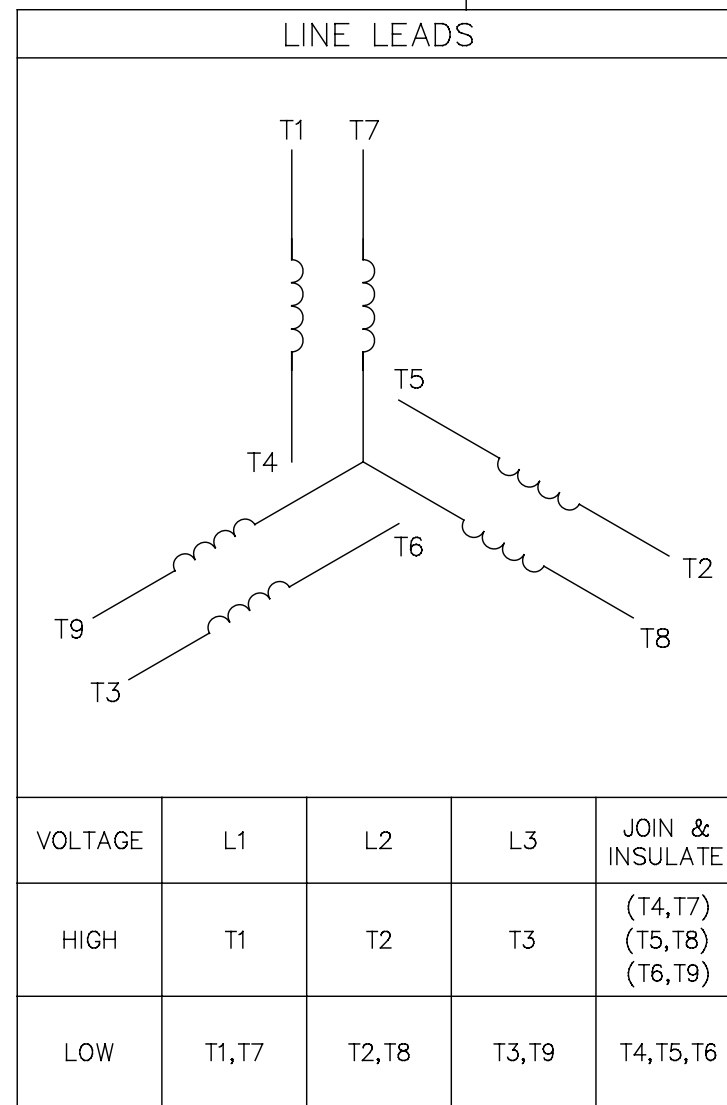 LINE LEADS
T1 T7
T5
T4
T6
T2
T9 T8
T3
VOLTAGE L1 L2 L3 JOIN &
INSULATE
HIGH T1 T2 T3 (T4,T7)
(T5,T8)
(T6,T9)
LOW T1,T7 T2,T8 T3,T9 T4,T5,T6